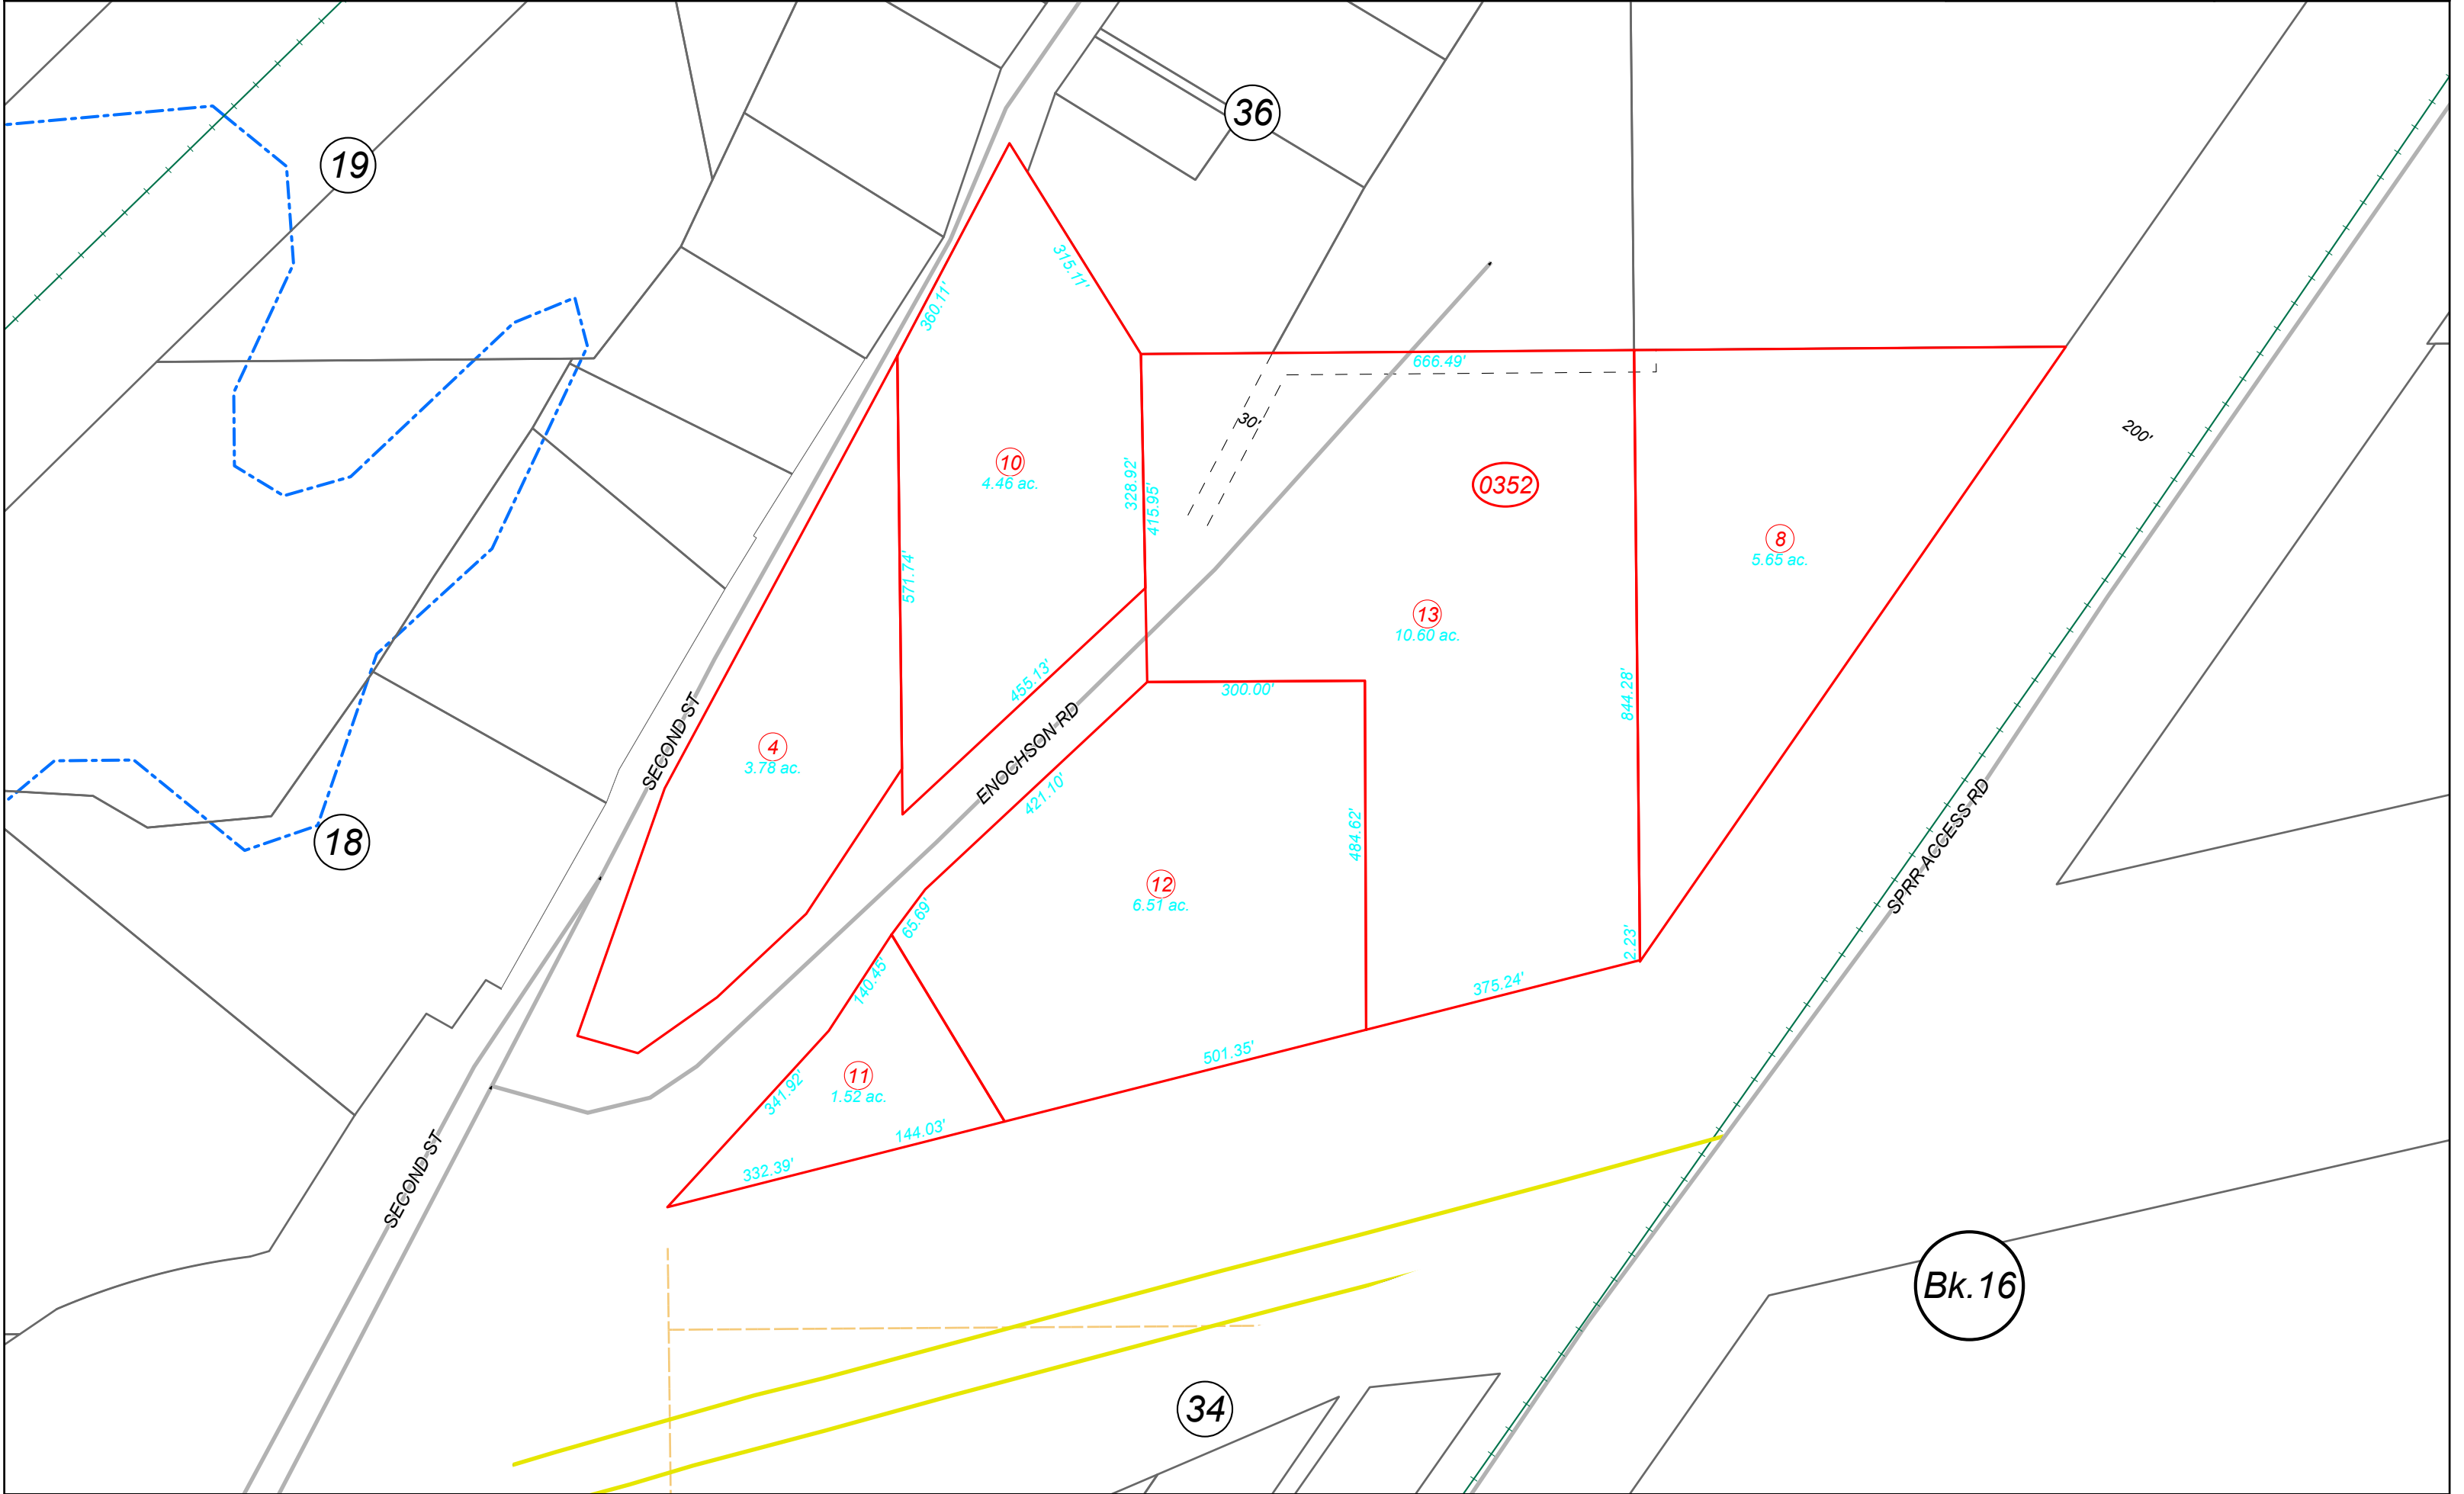 36
19
315.11'
360.11'
666.49'
30'
200'
10
4.46 ac.
328.92'
415.95'
0352
8
5.65 ac.
571.74'
13
10.60 ac.
455.13'
300.00'
844.28'
SECOND ST
ENOCHSON RD
4
3.78 ac.
421.10'
484.62'
SPRR ACCESS RD
18
12
6.51 ac.
65.69'
2.23'
140.45'
375.24'
501.35'
11
1.52 ac.
341.92'
144.03'
332.39'
SECOND ST
Bk.16
34